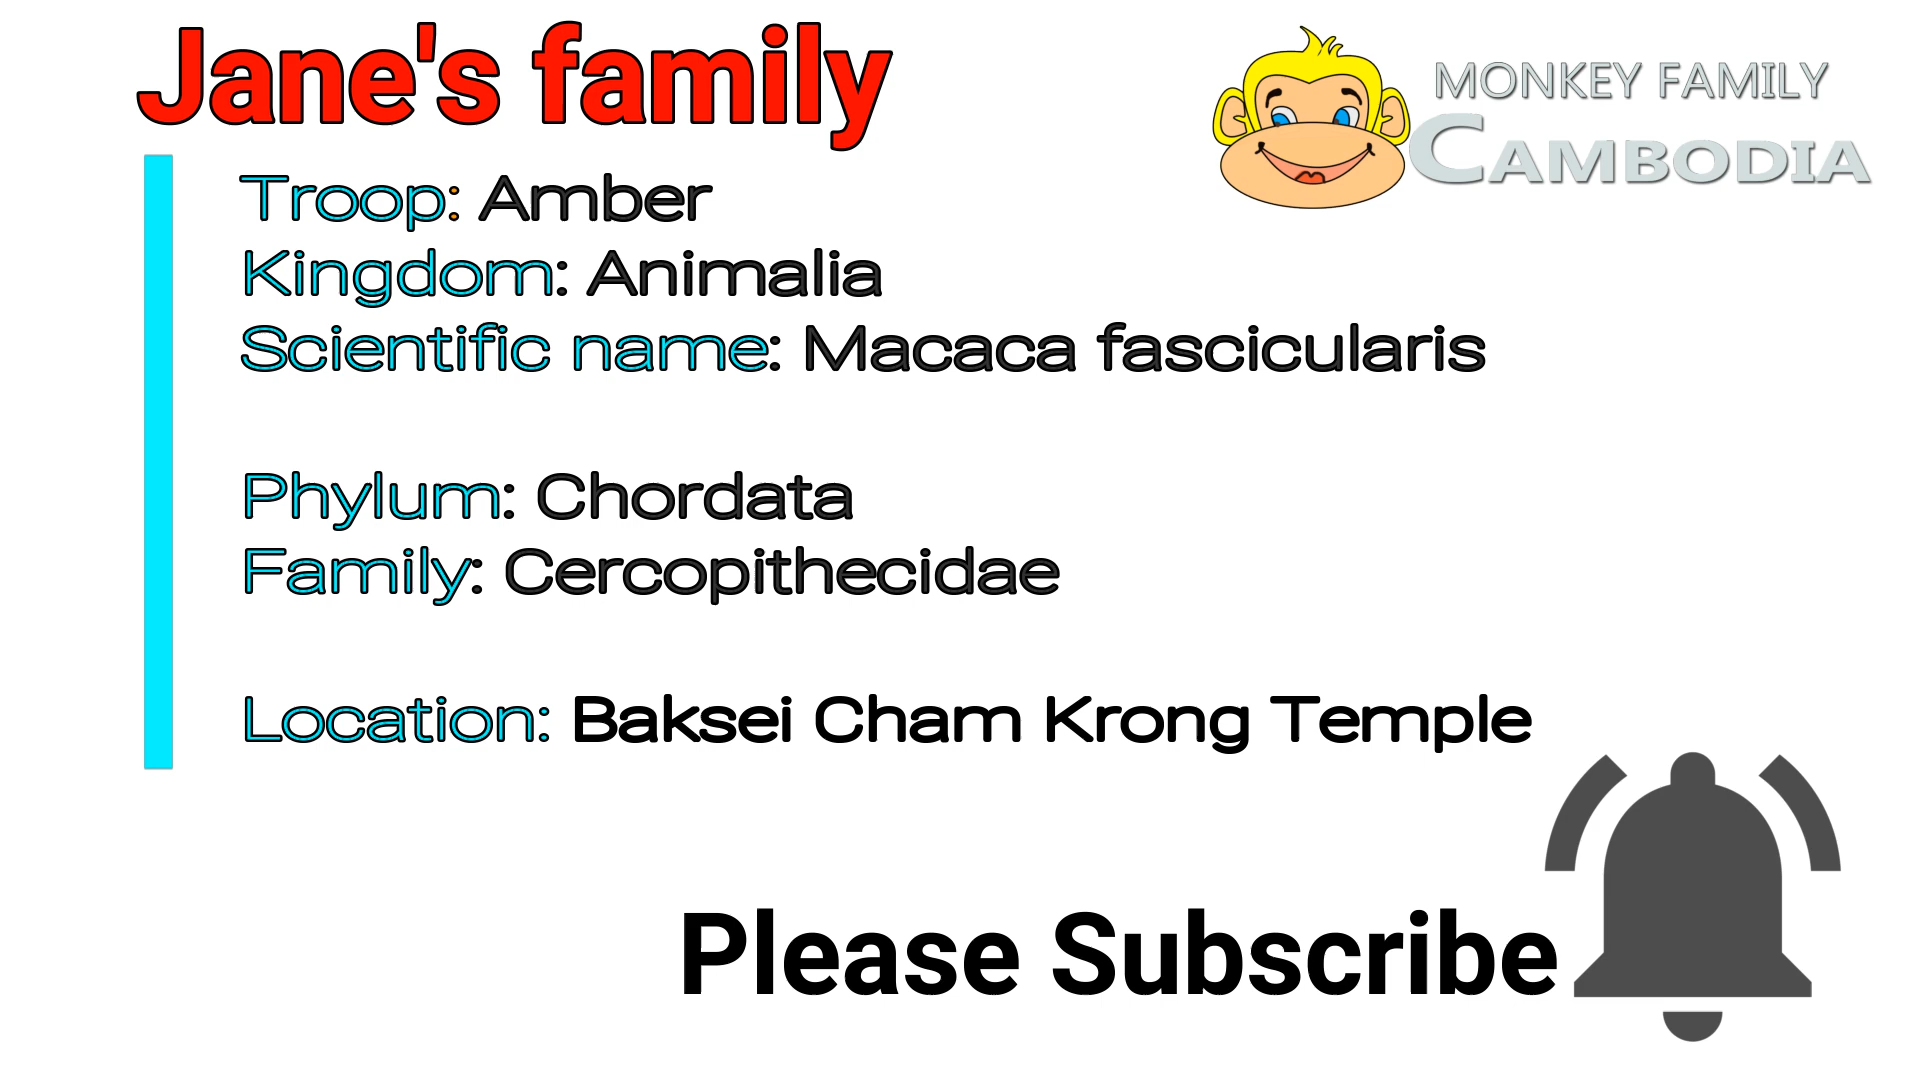 Jane's family
MONKEY FAMILY
CAMBODIA
Troop: Amber
Kingdom: Animalia
Scientific name: Macaca fascicularis
Phylum: Chordata
Family: Cercopithecidae
Location: Baksei Cham Krong Temple
Please Subscribe